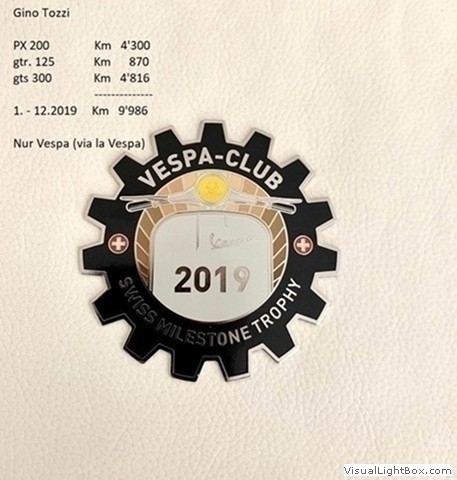 Gino Tozzi
PX 200 Km 4'300
gtr. 125 Km 870
gts 300 Km 4'816
--------------
1. - 12.2019 Km 9'986
Nur Vespa (via la Vespa)
VESPA-CLUB
Vespa
2019
SWISS MILESTONE TROPHY
VisualLightBox.com